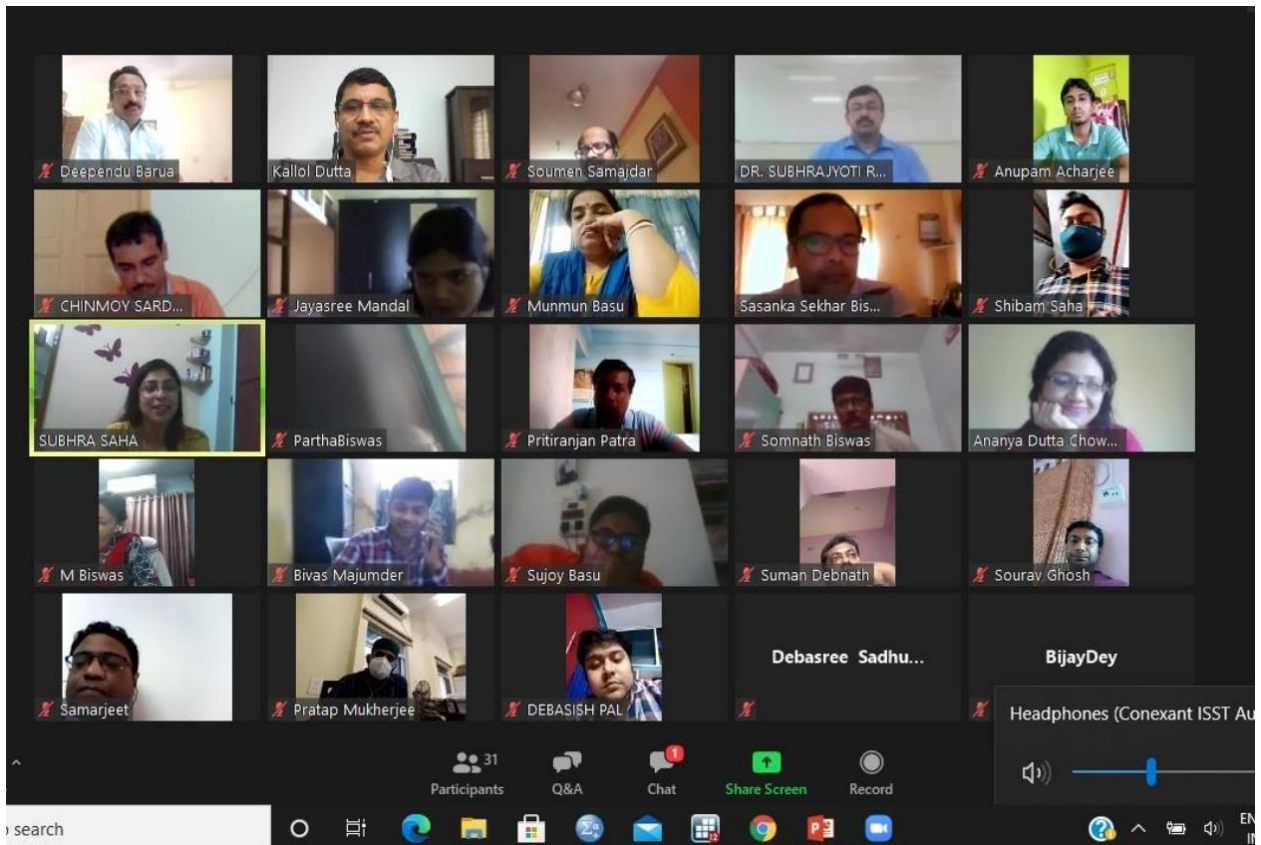 Deependu Barua
Kallol Dutta
Soumen Samajdar
DR. SUBHRAJYOTI R...
Anupam Acharjee
CHINMOY SARD...
Jayasree Mandal
Munmun Basu
Sasanka Sekhar Bis...
Shibam Saha
SUBHRA SAHA
ParthaBiswas
Pritiranjan Patra
Somnath Biswas
Ananya Dutta Chow...
M Biswas
Bivas Majumder
Sujoy Basu
Suman Debnath
Sourav Ghosh
Samarjeet
Pratap Mukherjee
DEBASISH PAL
Debasree Sadhu...
BijayDey
Headphones (Conexant ISST Au
31
1
Participants
Q&A
Chat
Share Screen
Record
search
EN
IN